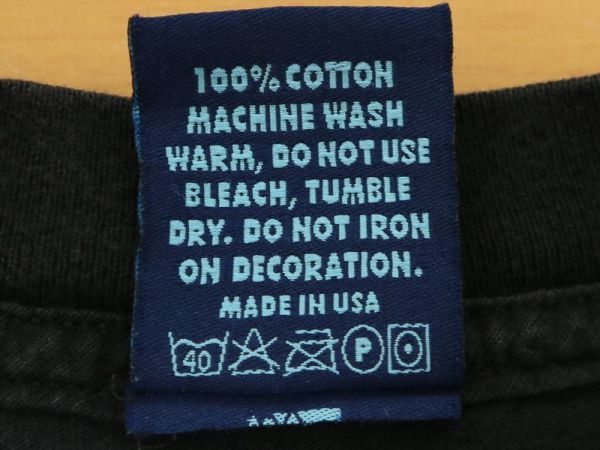 100% COTTON
MACHINE WASH
WARM, DO NOT USE
BLEACH, TUMBLE
DRY. DO NOT IRON
ON DECORATION.
MADE IN USA
40 P